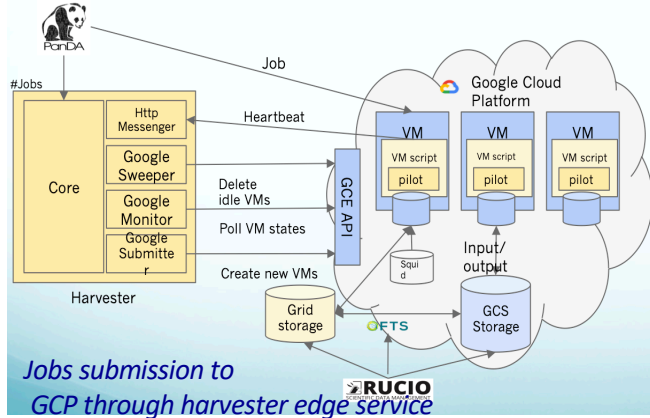 PanDA
#Jobs
Job
Google Cloud
Platform
Http
Messenger
Heartbeat
VM
VM
VM
VM script
VM script
VM script
pilot
pilot
pilot
Core
Google
Sweeper
Google
Monitor
Google
Submitte
r
Delete
idle VMs
Poll VM states
Create new VMs
GCE API
Harvester
Squi
d
Input/
output
Grid
storage
FTS
GCS
Storage
RUCIO
SCIENTIFIC DATA MANAGEMENT
Jobs submission to
GCP through harvester edge service